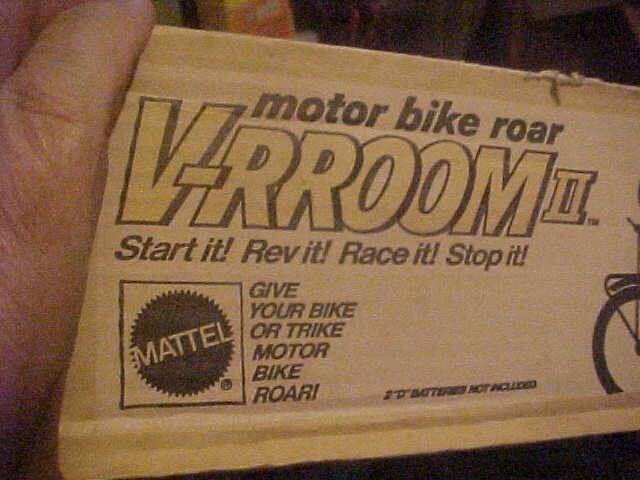 motor bike roar
V-RROOM II™
Start it! Rev it! Race it! Stop it!
MATTEL®
GIVE
YOUR BIKE
OR TRIKE
MOTOR
BIKE
ROAR!
2 "D" BATTERIES NOT INCLUDED